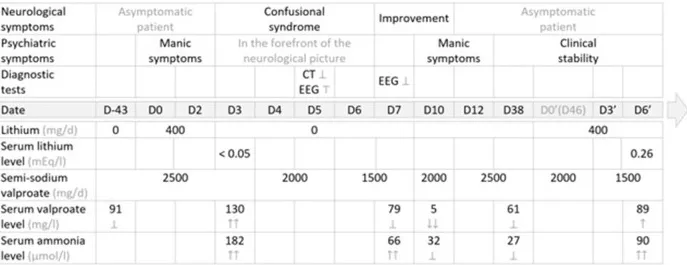 Neurological symptoms Asymptomatic patient Confusional syndrome Improvement Asymptomatic patient
Psychiatric symptoms Manic symptoms In the forefront of the neurological picture Manic symptoms Clinical stability
Diagnostic tests CT ⊥ EEG ⊤ EEG ⊥
Date D-43 D0 D2 D3 D4 D5 D6 D7 D10 D12 D38 D0'(D46) D3' D6'
Lithium (mg/d) 0 400 0 400
Serum lithium level (mEq/l) < 0.05 0.26
Semi-sodium valproate (mg/d) 2500 2000 1500 2000 2500 2000 1500
Serum valproate level (mg/l) 91 130 79 5 61 89
⊥ ↑↑ ⊥ ↓↓ ⊥ ↑
Serum ammonia level (µmol/l) 182 66 32 27 90
↑↑ ↑↑ ⊥ ⊥ ↑↑